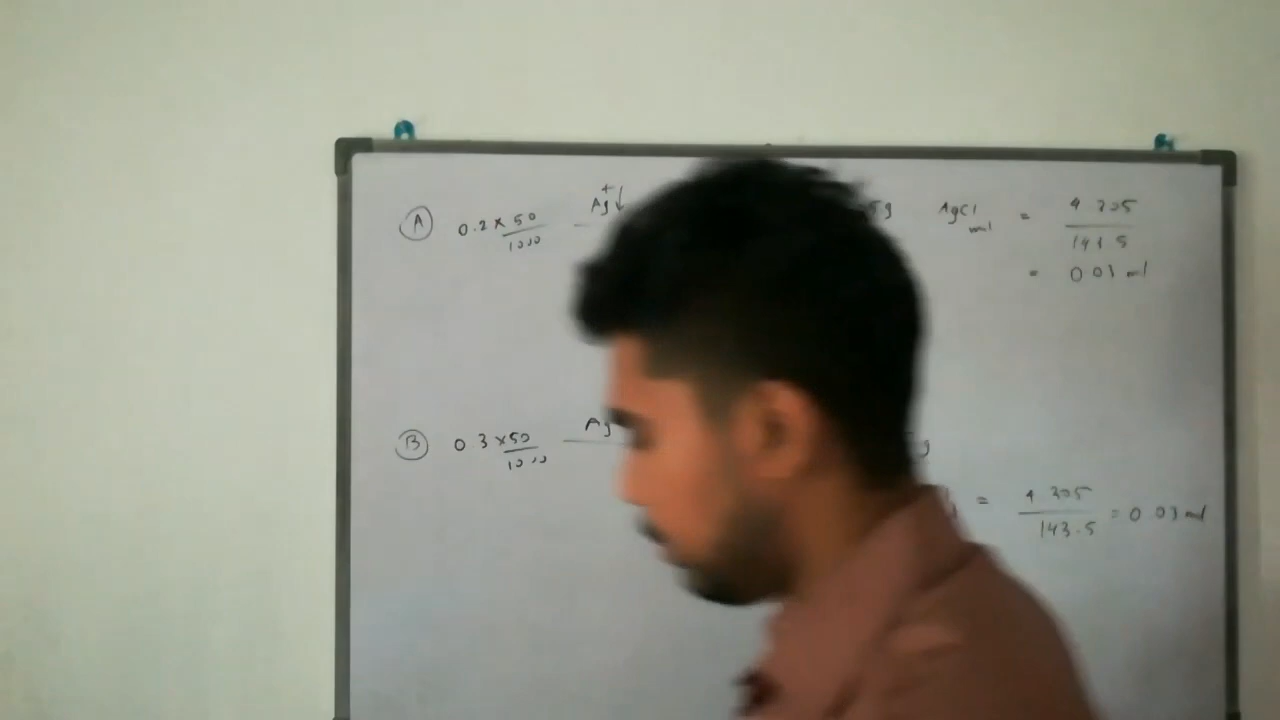 A 0.2 × 50 Ag+ ↓ 5g AgCl mol = 4.305
1000 143.5
= 0.03 mol
B 0.3 × 50 Ag g
1000
= 4.305 = 0.03 mol
143.5